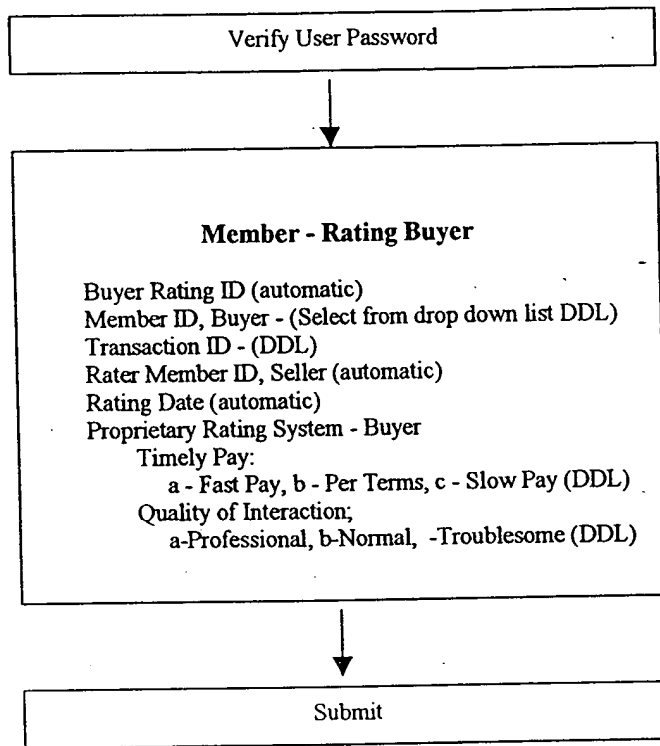 Verify User Password
Member - Rating Buyer
Buyer Rating ID (automatic)
Member ID, Buyer - (Select from drop down list DDL)
Transaction ID - (DDL)
Rater Member ID, Seller (automatic)
Rating Date (automatic)
Proprietary Rating System - Buyer
Timely Pay:
a - Fast Pay, b - Per Terms, c - Slow Pay (DDL)
Quality of Interaction;
a-Professional, b-Normal, -Troublesome (DDL)
Submit